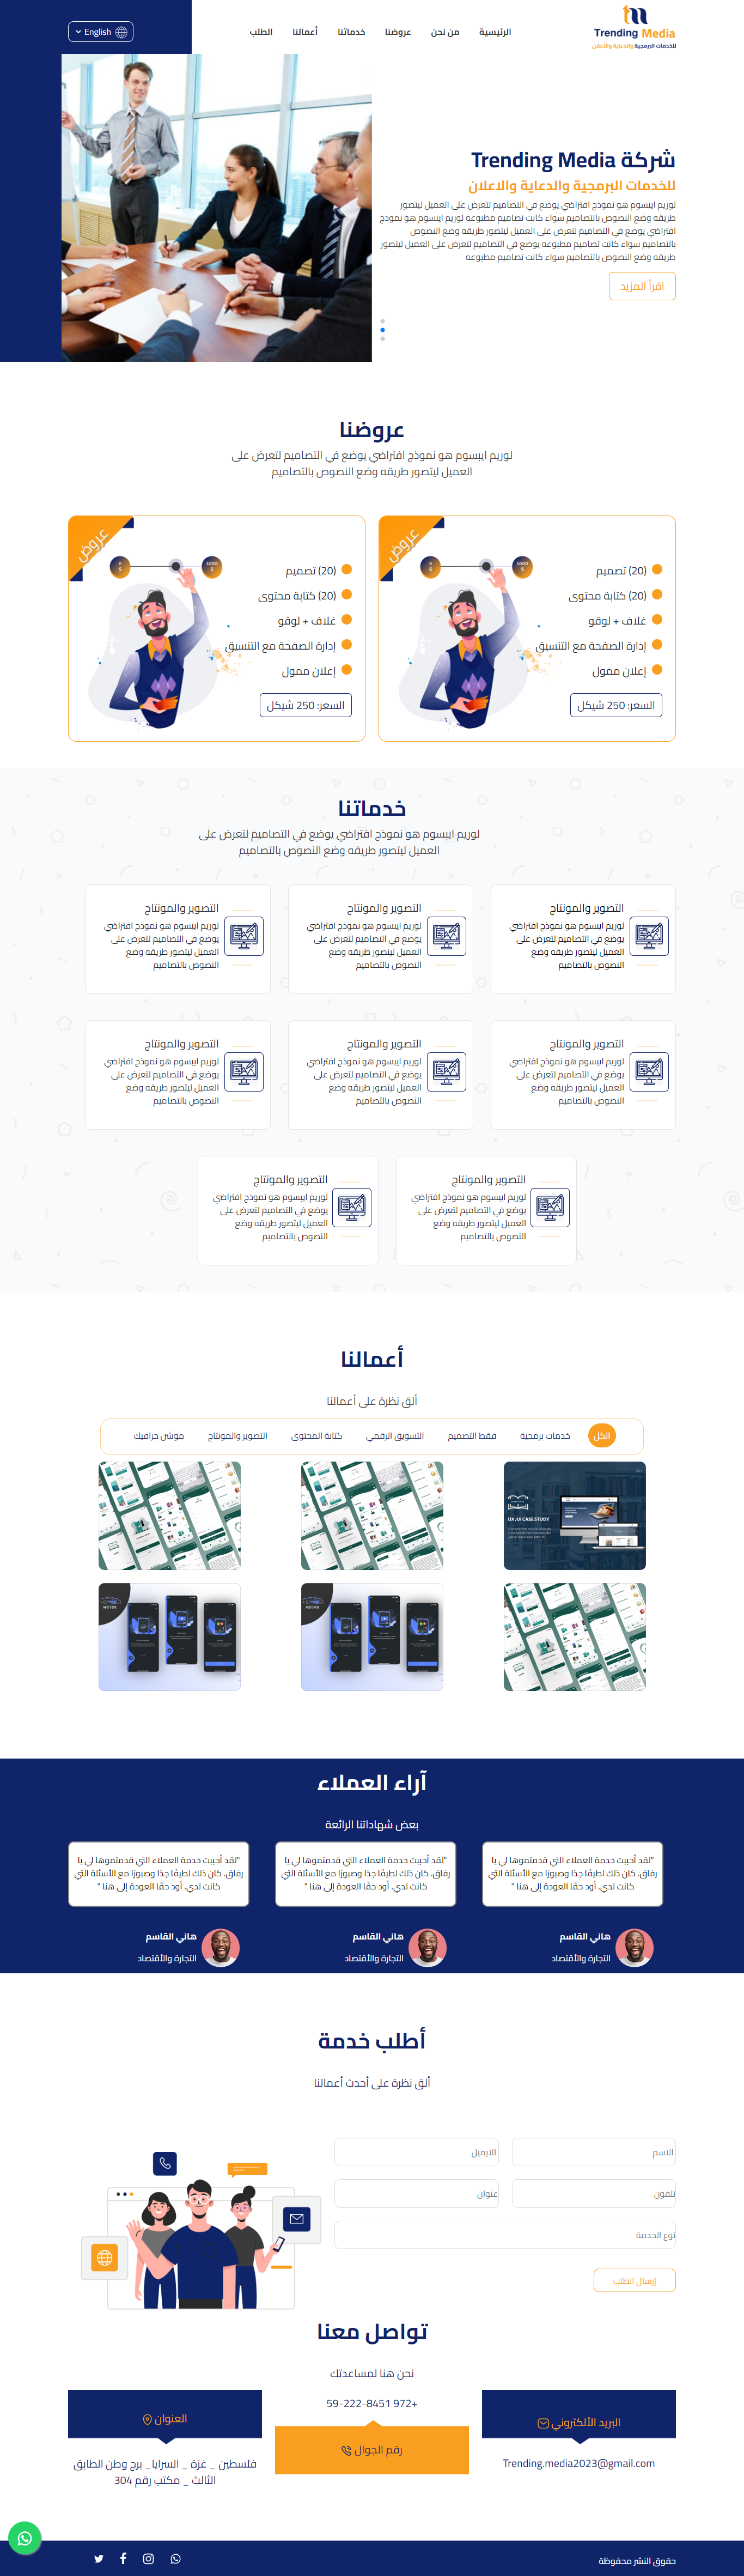 Trending Media
للخدمات البرمجية والدعاية والأعلان
الرئيسية
من نحن
عروضنا
خدماتنا
أعمالنا
الطلب
English
شركة Trending Media
للخدمات البرمجية والدعاية والاعلان
لوريم ايبسوم هو نموذج افتراضي يوضع في التصاميم لتعرض على العميل ليتصور
طريقه وضع النصوص بالتصاميم سواء كانت تصاميم مطبوعه لوريم ايبسوم هو نموذج
افتراضي يوضع في التصاميم لتعرض على العميل ليتصور طريقه وضع النصوص
بالتصاميم سواء كانت تصاميم مطبوعه يوضع في التصاميم لتعرض على العميل ليتصور
طريقه وضع النصوص بالتصاميم سواء كانت تصاميم مطبوعه
اقرأ المزيد
عروضنا
لوريم ايبسوم هو نموذج افتراضي يوضع في التصاميم لتعرض على
العميل ليتصور طريقه وضع النصوص بالتصاميم
عروض
(20) تصميم
(20) كتابة محتوى
غلاف + لوقو
إدارة الصفحة مع التنسيق
إعلان ممول
السعر: 250 شيكل
عروض
(20) تصميم
(20) كتابة محتوى
غلاف + لوقو
إدارة الصفحة مع التنسيق
إعلان ممول
السعر: 250 شيكل
خدماتنا
لوريم ايبسوم هو نموذج افتراضي يوضع في التصاميم لتعرض على
العميل ليتصور طريقه وضع النصوص بالتصاميم
التصوير والمونتاج
لوريم ايبسوم هو نموذج افتراضي
يوضع في التصاميم لتعرض على
العميل ليتصور طريقه وضع
النصوص بالتصاميم
التصوير والمونتاج
لوريم ايبسوم هو نموذج افتراضي
يوضع في التصاميم لتعرض على
العميل ليتصور طريقه وضع
النصوص بالتصاميم
التصوير والمونتاج
لوريم ايبسوم هو نموذج افتراضي
يوضع في التصاميم لتعرض على
العميل ليتصور طريقه وضع
النصوص بالتصاميم
التصوير والمونتاج
لوريم ايبسوم هو نموذج افتراضي
يوضع في التصاميم لتعرض على
العميل ليتصور طريقه وضع
النصوص بالتصاميم
التصوير والمونتاج
لوريم ايبسوم هو نموذج افتراضي
يوضع في التصاميم لتعرض على
العميل ليتصور طريقه وضع
النصوص بالتصاميم
التصوير والمونتاج
لوريم ايبسوم هو نموذج افتراضي
يوضع في التصاميم لتعرض على
العميل ليتصور طريقه وضع
النصوص بالتصاميم
التصوير والمونتاج
لوريم ايبسوم هو نموذج افتراضي
يوضع في التصاميم لتعرض على
العميل ليتصور طريقه وضع
النصوص بالتصاميم
التصوير والمونتاج
لوريم ايبسوم هو نموذج افتراضي
يوضع في التصاميم لتعرض على
العميل ليتصور طريقه وضع
النصوص بالتصاميم
أعمالنا
ألق نظرة على أعمالنا
الكل
خدمات برمجية
فقط التصميم
التسويق الرقمي
كتابة المحتوى
التصوير والمونتاج
موشن جرافيك
UX /UI CASE STUDY
آراء العملاء
بعض شهاداتنا الرائعة
"لقد أحببت خدمة العملاء التي قدمتموها لي يا
رفاق. كان ذلك لطيفًا جدًا وصبورًا مع الأسئلة التي
كانت لدي. أود حقًا العودة إلى هنا "
هاني القاسم
التجارة والأقتصاد
"لقد أحببت خدمة العملاء التي قدمتموها لي يا
رفاق. كان ذلك لطيفًا جدًا وصبورًا مع الأسئلة التي
كانت لدي. أود حقًا العودة إلى هنا "
هاني القاسم
التجارة والأقتصاد
"لقد أحببت خدمة العملاء التي قدمتموها لي يا
رفاق. كان ذلك لطيفًا جدًا وصبورًا مع الأسئلة التي
كانت لدي. أود حقًا العودة إلى هنا "
هاني القاسم
التجارة والأقتصاد
أطلب خدمة
ألق نظرة على أحدث أعمالنا
الاسم
الايميل
تلفون
عنوان
نوع الخدمة
إرسال الطلب
تواصل معنا
نحن هنا لمساعدتك
البريد الألكتروني
Trending.media2023@gmail.com
59-222-8451 972+
رقم الجوال
العنوان
فلسطين _ غزة _ السرايا_ برج وطن الطابق
الثالث _ مكتب رقم 304
حقوق النشر محفوظة